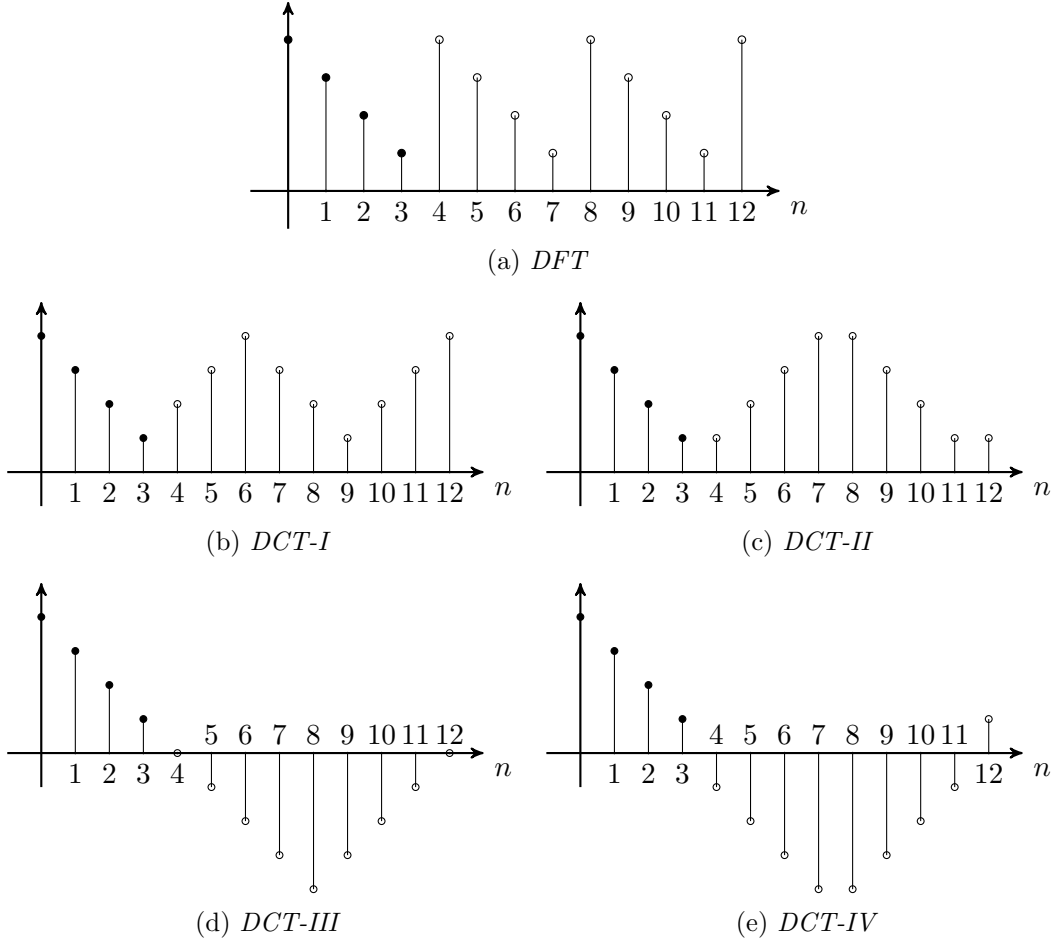 1 2 3 4 5 6 7 8 9 10 11 12 n
(a) DFT
1 2 3 4 5 6 7 8 9 10 11 12 n
(b) DCT-I
1 2 3 4 5 6 7 8 9 10 11 12 n
(c) DCT-II
5 6 7 8 9 10 11 12
1 2 3 4 n
(d) DCT-III
4 5 6 7 8 9 10 11
1 2 3 12 n
(e) DCT-IV